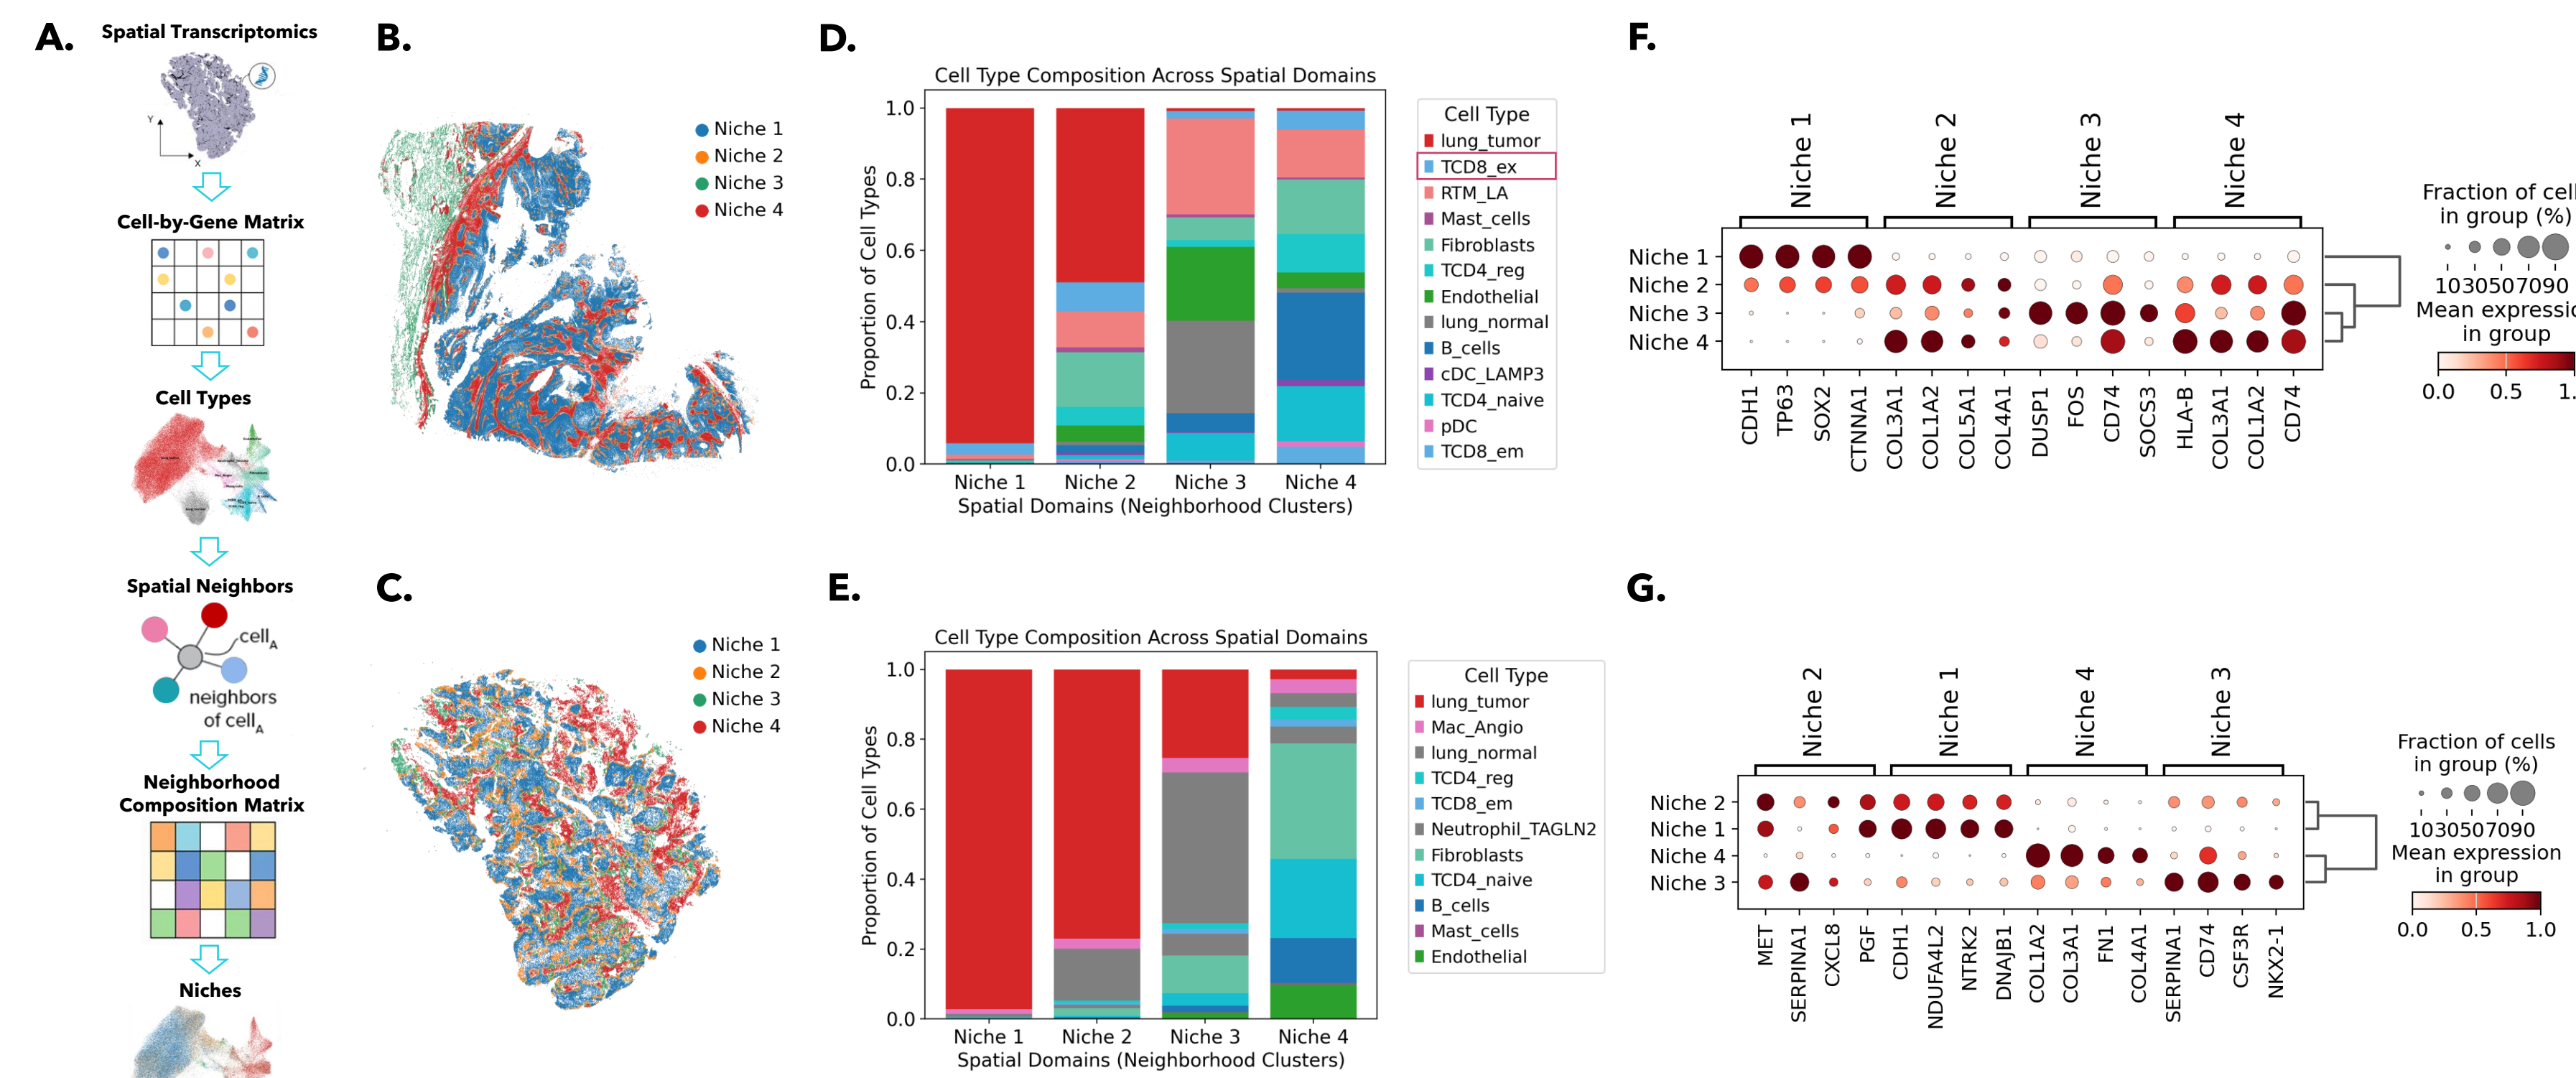 A.
Spatial Transcriptomics
Y
X
Cell-by-Gene Matrix
Cell Types
Spatial Neighbors
cell A
neighbors
of cell A
Neighborhood
Composition Matrix
Niches
B.
Niche 1
Niche 2
Niche 3
Niche 4
C.
Niche 1
Niche 2
Niche 3
Niche 4
D.
Cell Type Composition Across Spatial Domains
Proportion of Cell Types
1.0
0.8
0.6
0.4
0.2
0.0
Niche 1 Niche 2 Niche 3 Niche 4
Spatial Domains (Neighborhood Clusters)
Cell Type
lung_tumor
TCD8_ex
RTM_LA
Mast_cells
Fibroblasts
TCD4_reg
Endothelial
lung_normal
B_cells
cDC_LAMP3
TCD4_naive
pDC
TCD8_em
E.
Cell Type Composition Across Spatial Domains
Proportion of Cell Types
1.0
0.8
0.6
0.4
0.2
0.0
Niche 1 Niche 2 Niche 3 Niche 4
Spatial Domains (Neighborhood Clusters)
Cell Type
lung_tumor
Mac_Angio
lung_normal
TCD4_reg
TCD8_em
Neutrophil_TAGLN2
Fibroblasts
TCD4_naive
B_cells
Mast_cells
Endothelial
F.
Niche 1 Niche 2 Niche 3 Niche 4
Niche 1
Niche 2
Niche 3
Niche 4
CDH1 TP63 SOX2 CTNNA1 COL3A1 COL1A2 COL5A1 COL4A1 DUSP1 FOS CD74 SOCS3 HLA-B COL3A1 COL1A2 CD74
Fraction of cell
in group (%)
1030507090
Mean expressio
in group
0.0 0.5 1.
G.
Niche 2 Niche 1 Niche 4 Niche 3
Niche 2
Niche 1
Niche 4
Niche 3
MET SERPINA1 CXCL8 PGF CDH1 NDUFA4L2 NTRK2 DNAJB1 COL1A2 COL3A1 FN1 COL4A1 SERPINA1 CD74 CSF3R NKX2-1
Fraction of cells
in group (%)
1030507090
Mean expression
in group
0.0 0.5 1.0